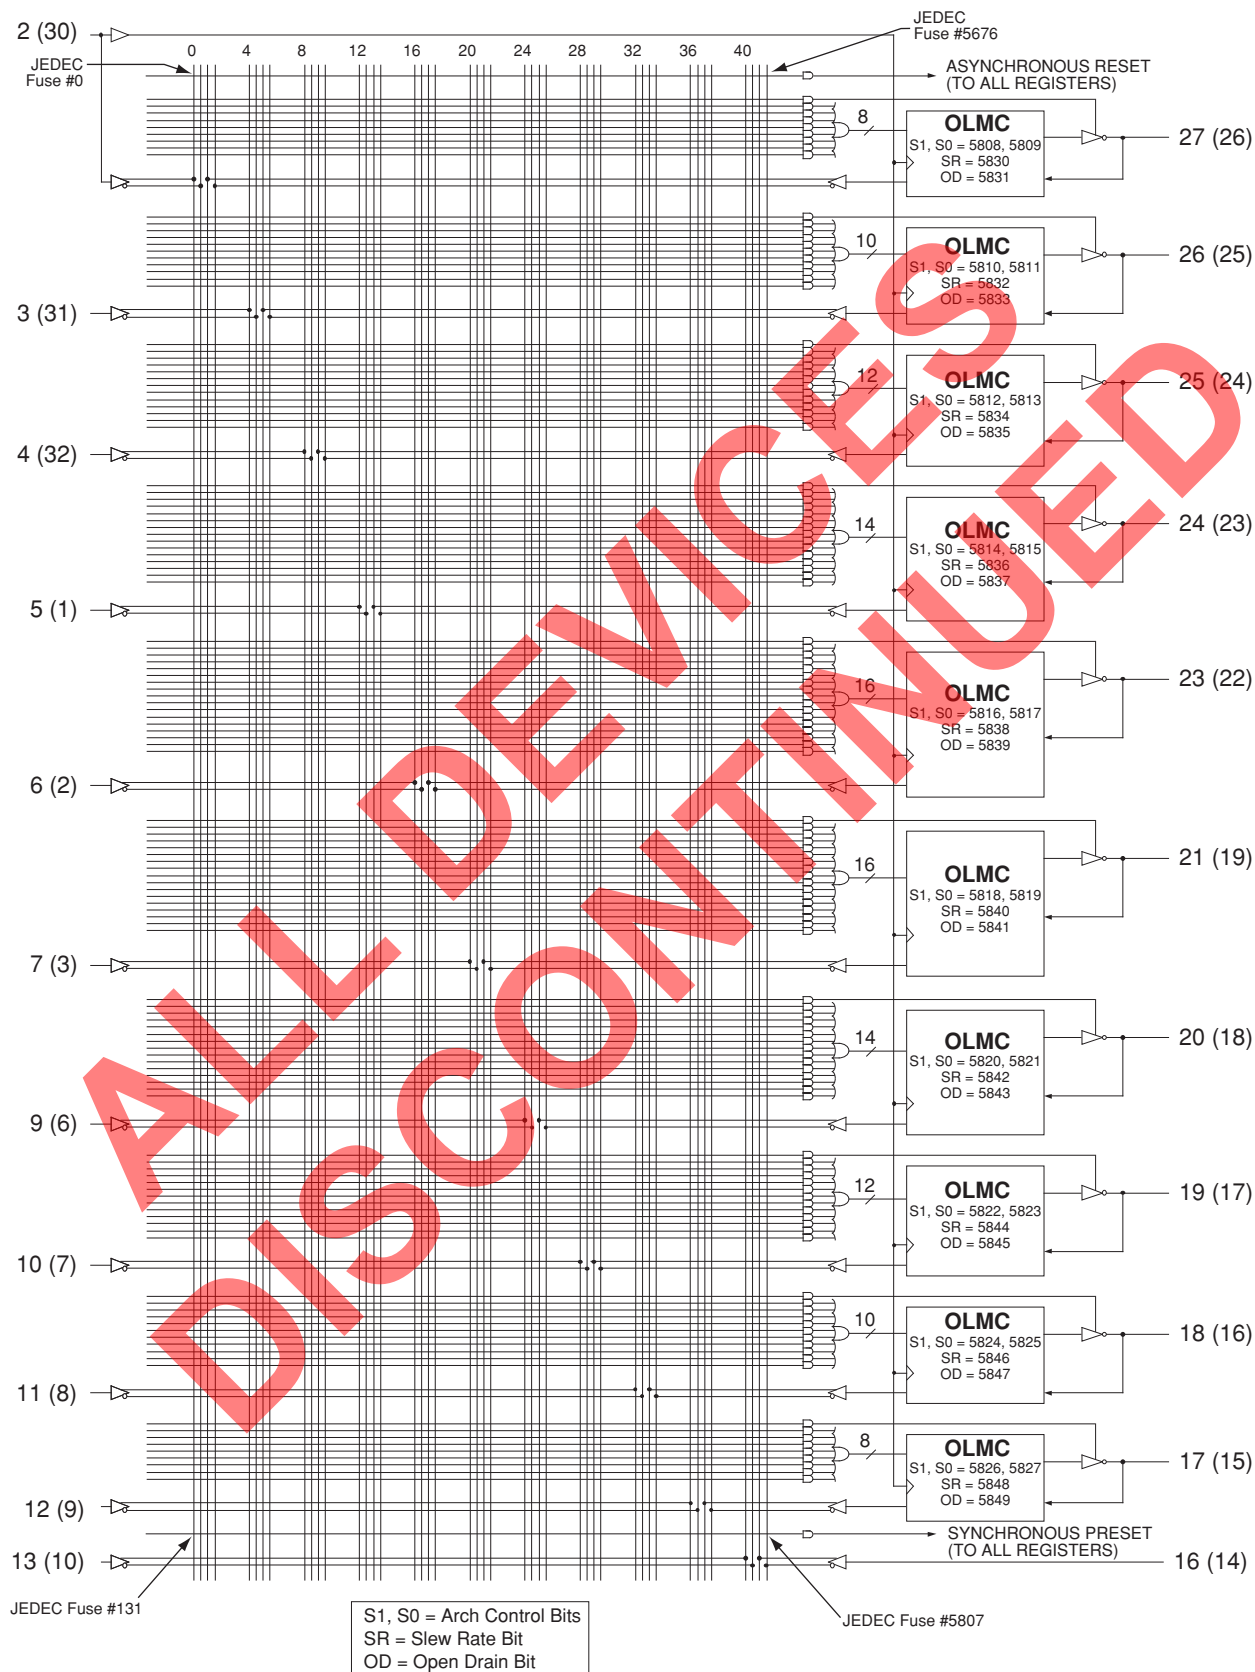 2 (30)
JEDEC
Fuse #0
0 4 8 12 16 20 24 28 32 36 40
JEDEC
Fuse #5676
ASYNCHRONOUS RESET
(TO ALL REGISTERS)
8
OLMC
S1, S0 = 5808, 5809
SR = 5830
OD = 5831
27 (26)
10
OLMC
S1, S0 = 5810, 5811
SR = 5832
OD = 5833
26 (25)
3 (31)
12
OLMC
S1, S0 = 5812, 5813
SR = 5834
OD = 5835
25 (24)
4 (32)
14
OLMC
S1, S0 = 5814, 5815
SR = 5836
OD = 5837
24 (23)
5 (1)
16
OLMC
S1, S0 = 5816, 5817
SR = 5838
OD = 5839
23 (22)
6 (2)
16
OLMC
S1, S0 = 5818, 5819
SR = 5840
OD = 5841
21 (19)
7 (3)
14
OLMC
S1, S0 = 5820, 5821
SR = 5842
OD = 5843
20 (18)
9 (6)
12
OLMC
S1, S0 = 5822, 5823
SR = 5844
OD = 5845
19 (17)
10 (7)
10
OLMC
S1, S0 = 5824, 5825
SR = 5846
OD = 5847
18 (16)
11 (8)
8
OLMC
S1, S0 = 5826, 5827
SR = 5848
OD = 5849
17 (15)
12 (9)
SYNCHRONOUS PRESET
(TO ALL REGISTERS)
13 (10)
16 (14)
JEDEC Fuse #131
JEDEC Fuse #5807
S1, S0 = Arch Control Bits
SR = Slew Rate Bit
OD = Open Drain Bit
ALL DEVICES
DISCONTINUED